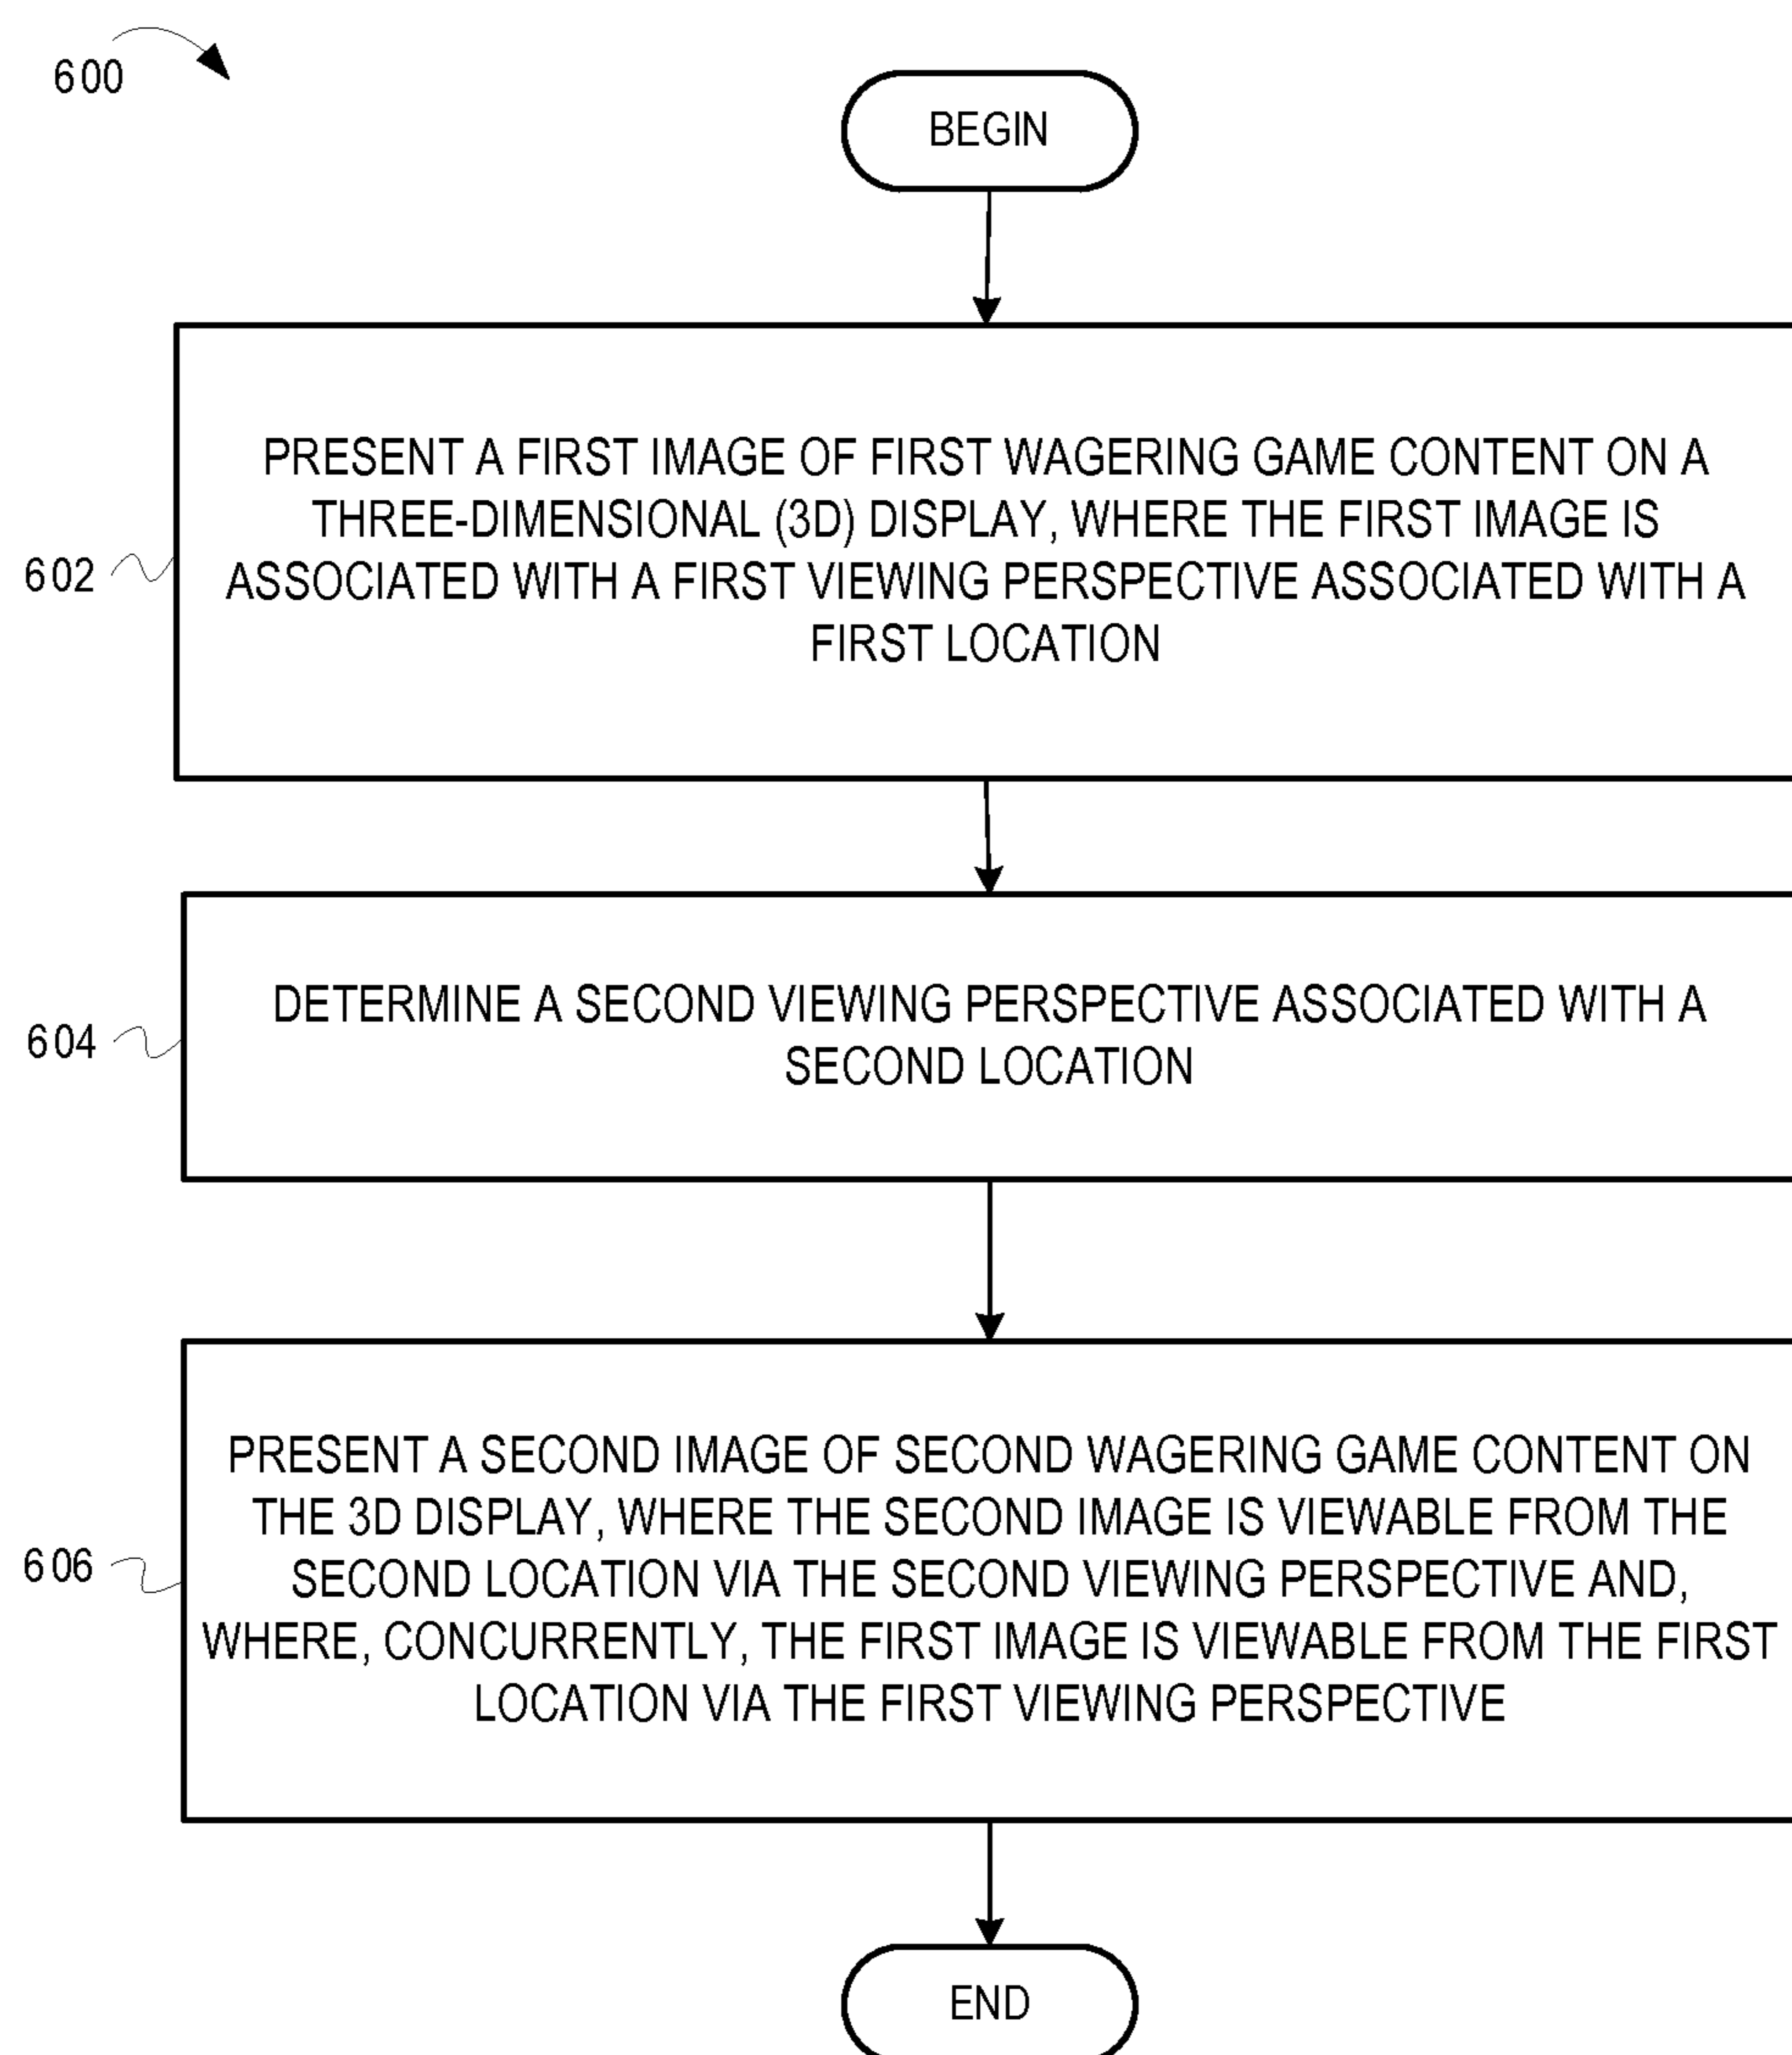 600
BEGIN
PRESENT A FIRST IMAGE OF FIRST WAGERING GAME CONTENT ON A
THREE-DIMENSIONAL (3D) DISPLAY, WHERE THE FIRST IMAGE IS
ASSOCIATED WITH A FIRST VIEWING PERSPECTIVE ASSOCIATED WITH A
FIRST LOCATION
602
DETERMINE A SECOND VIEWING PERSPECTIVE ASSOCIATED WITH A
SECOND LOCATION
604
PRESENT A SECOND IMAGE OF SECOND WAGERING GAME CONTENT ON
THE 3D DISPLAY, WHERE THE SECOND IMAGE IS VIEWABLE FROM THE
SECOND LOCATION VIA THE SECOND VIEWING PERSPECTIVE AND,
WHERE, CONCURRENTLY, THE FIRST IMAGE IS VIEWABLE FROM THE FIRST
LOCATION VIA THE FIRST VIEWING PERSPECTIVE
606
END